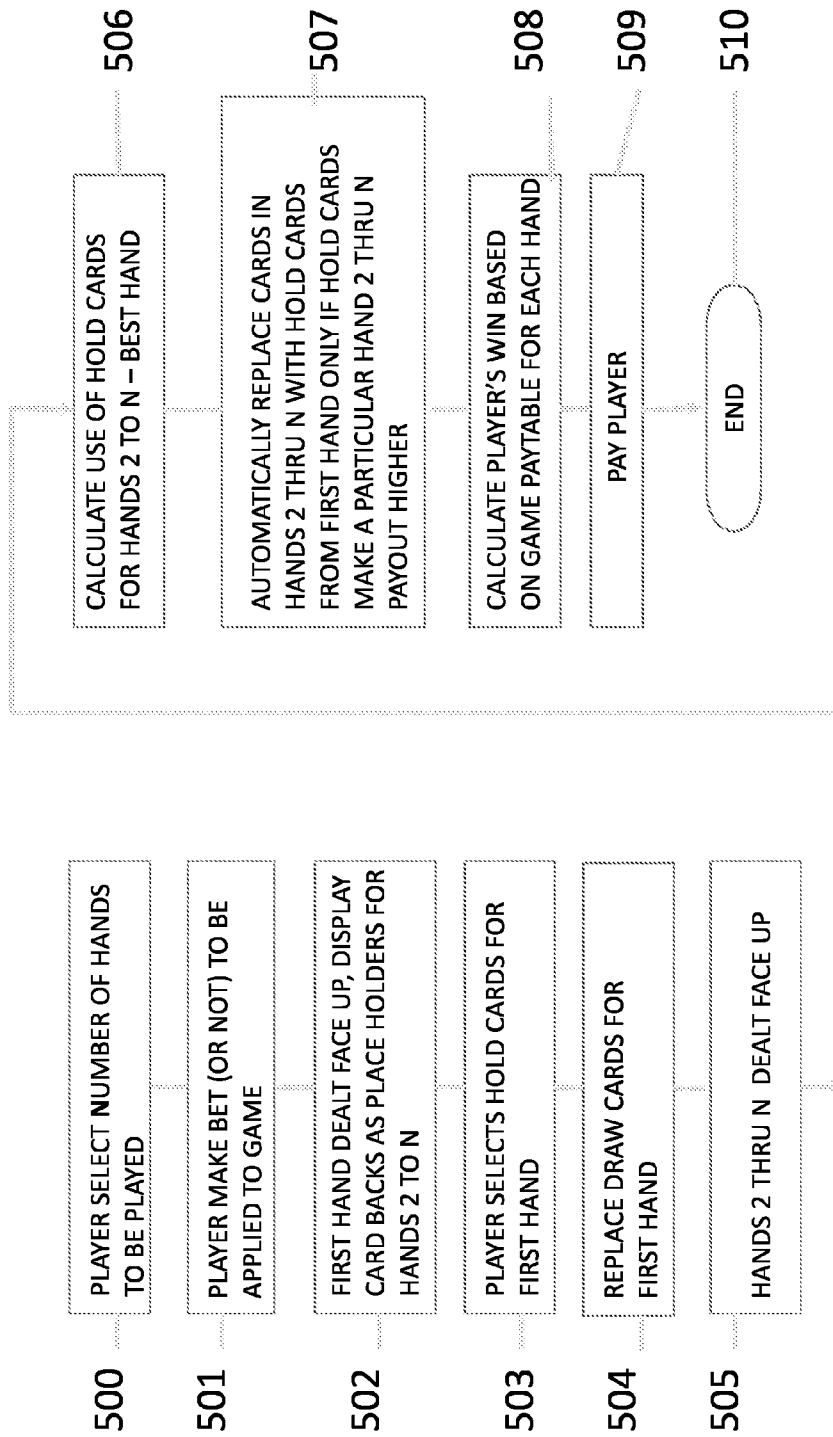 500
PLAYER SELECT NUMBER OF HANDS
TO BE PLAYED
501
PLAYER MAKE BET (OR NOT) TO BE
APPLIED TO GAME
502
FIRST HAND DEALT FACE UP, DISPLAY
CARD BACKS AS PLACE HOLDERS FOR
HANDS 2 TO N
503
PLAYER SELECTS HOLD CARDS FOR
FIRST HAND
504
REPLACE DRAW CARDS FOR
FIRST HAND
505
HANDS 2 THRU N DEALT FACE UP
CALCULATE USE OF HOLD CARDS
FOR HANDS 2 TO N – BEST HAND
506
AUTOMATICALLY REPLACE CARDS IN
HANDS 2 THRU N WITH HOLD CARDS
FROM FIRST HAND ONLY IF HOLD CARDS
MAKE A PARTICULAR HAND 2 THRU N
PAYOUT HIGHER
507
CALCULATE PLAYER'S WIN BASED
ON GAME PAYTABLE FOR EACH HAND
508
PAY PLAYER
509
END
510